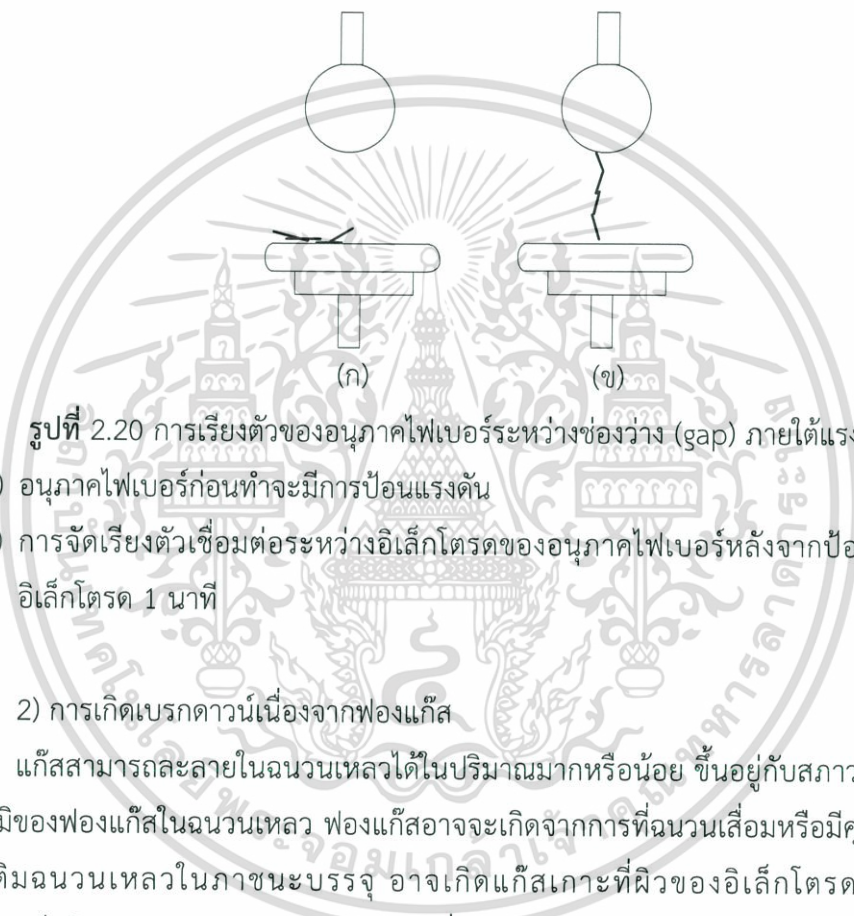 (ก) (ข)
รูปที่ 2.20 การเรียงตัวของอนุภาคไฟเบอร์ระหว่างช่องว่าง (gap) ภายใต้แรง
) อนุภาคไฟเบอร์ก่อนทำจะมีการป้อนแรงดัน
) การจัดเรียงตัวเชื่อมต่อระหว่างอิเล็กโตรดของอนุภาคไฟเบอร์หลังจากป้อ
อิเล็กโตรด 1 นาที
2) การเกิดเบรกดาวน์เนื่องจากฟองแก๊ส
แก๊สสามารถละลายในฉนวนเหลวได้ในปริมาณมากหรือน้อย ขึ้นอยู่กับสภาว
มิของฟองแก๊สในฉนวนเหลว ฟองแก๊สอาจจะเกิดจากการที่ฉนวนเสื่อมหรือมีคุ
ติมฉนวนเหลวในภาชนะบรรจุ อาจเกิดแก๊สเกาะที่ผิวของอิเล็กโตรด